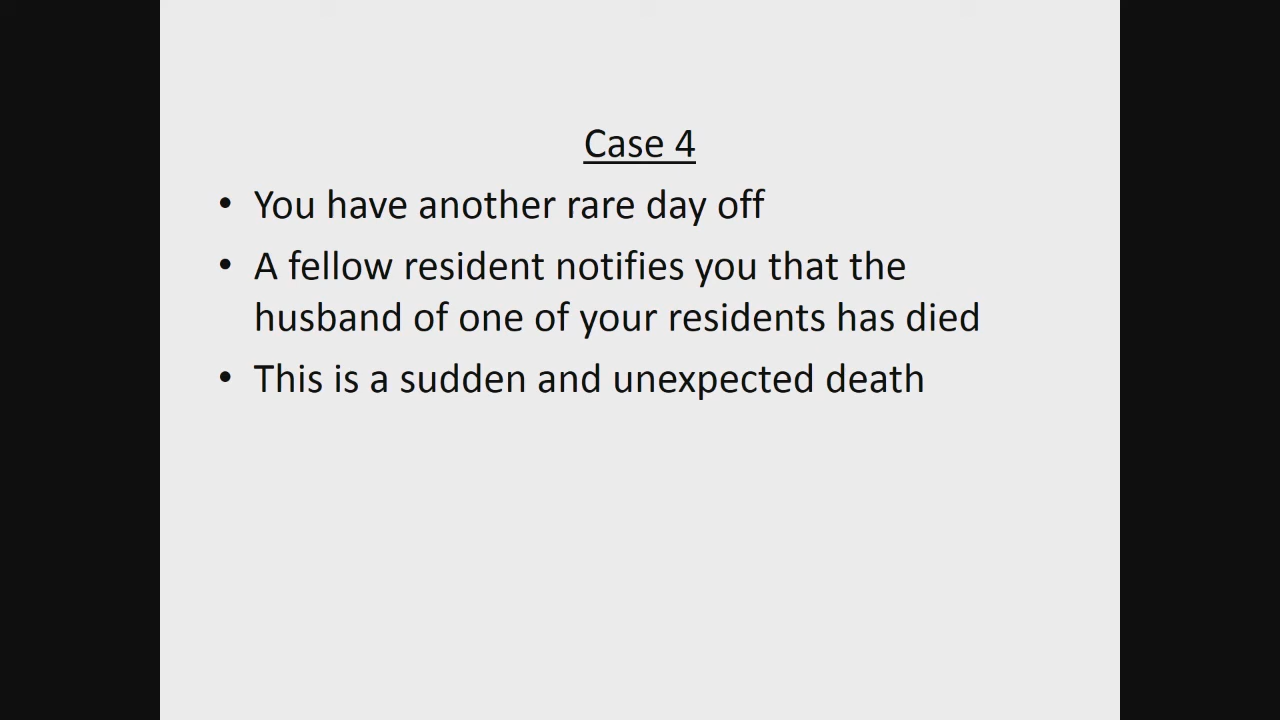 Case 4
• You have another rare day off
• A fellow resident notifies you that the
husband of one of your residents has died
• This is a sudden and unexpected death